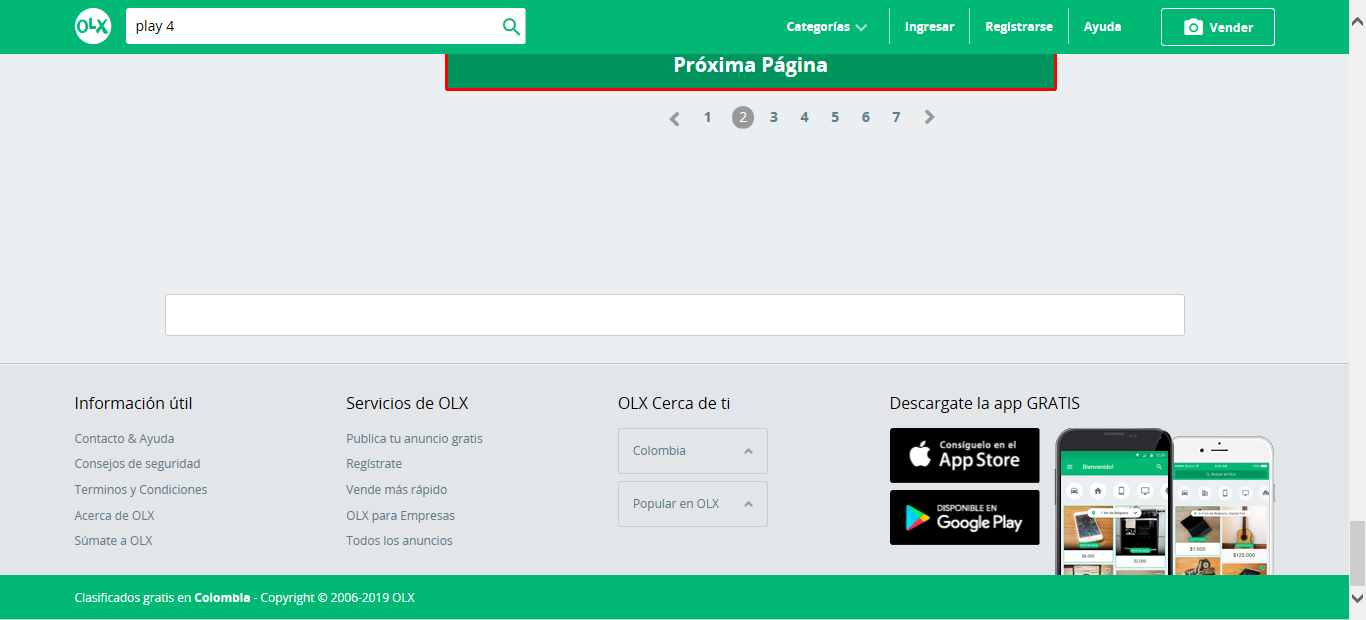 OLX play 4 Categorías Ingresar Registrarse Ayuda Vender
Próxima Página
1 2 3 4 5 6 7
Información útil
Contacto & Ayuda
Consejos de seguridad
Terminos y Condiciones
Acerca de OLX
Súmate a OLX
Servicios de OLX
Publica tu anuncio gratis
Regístrate
Vende más rápido
OLX para Empresas
Todos los anuncios
OLX Cerca de ti
Colombia
Popular en OLX
Descargate la app GRATIS
Consíguelo en el
App Store
DISPONIBLE EN
Google Play
Bienvenido!
$1.000
$125.000
Clasificados gratis en Colombia - Copyright © 2006-2019 OLX